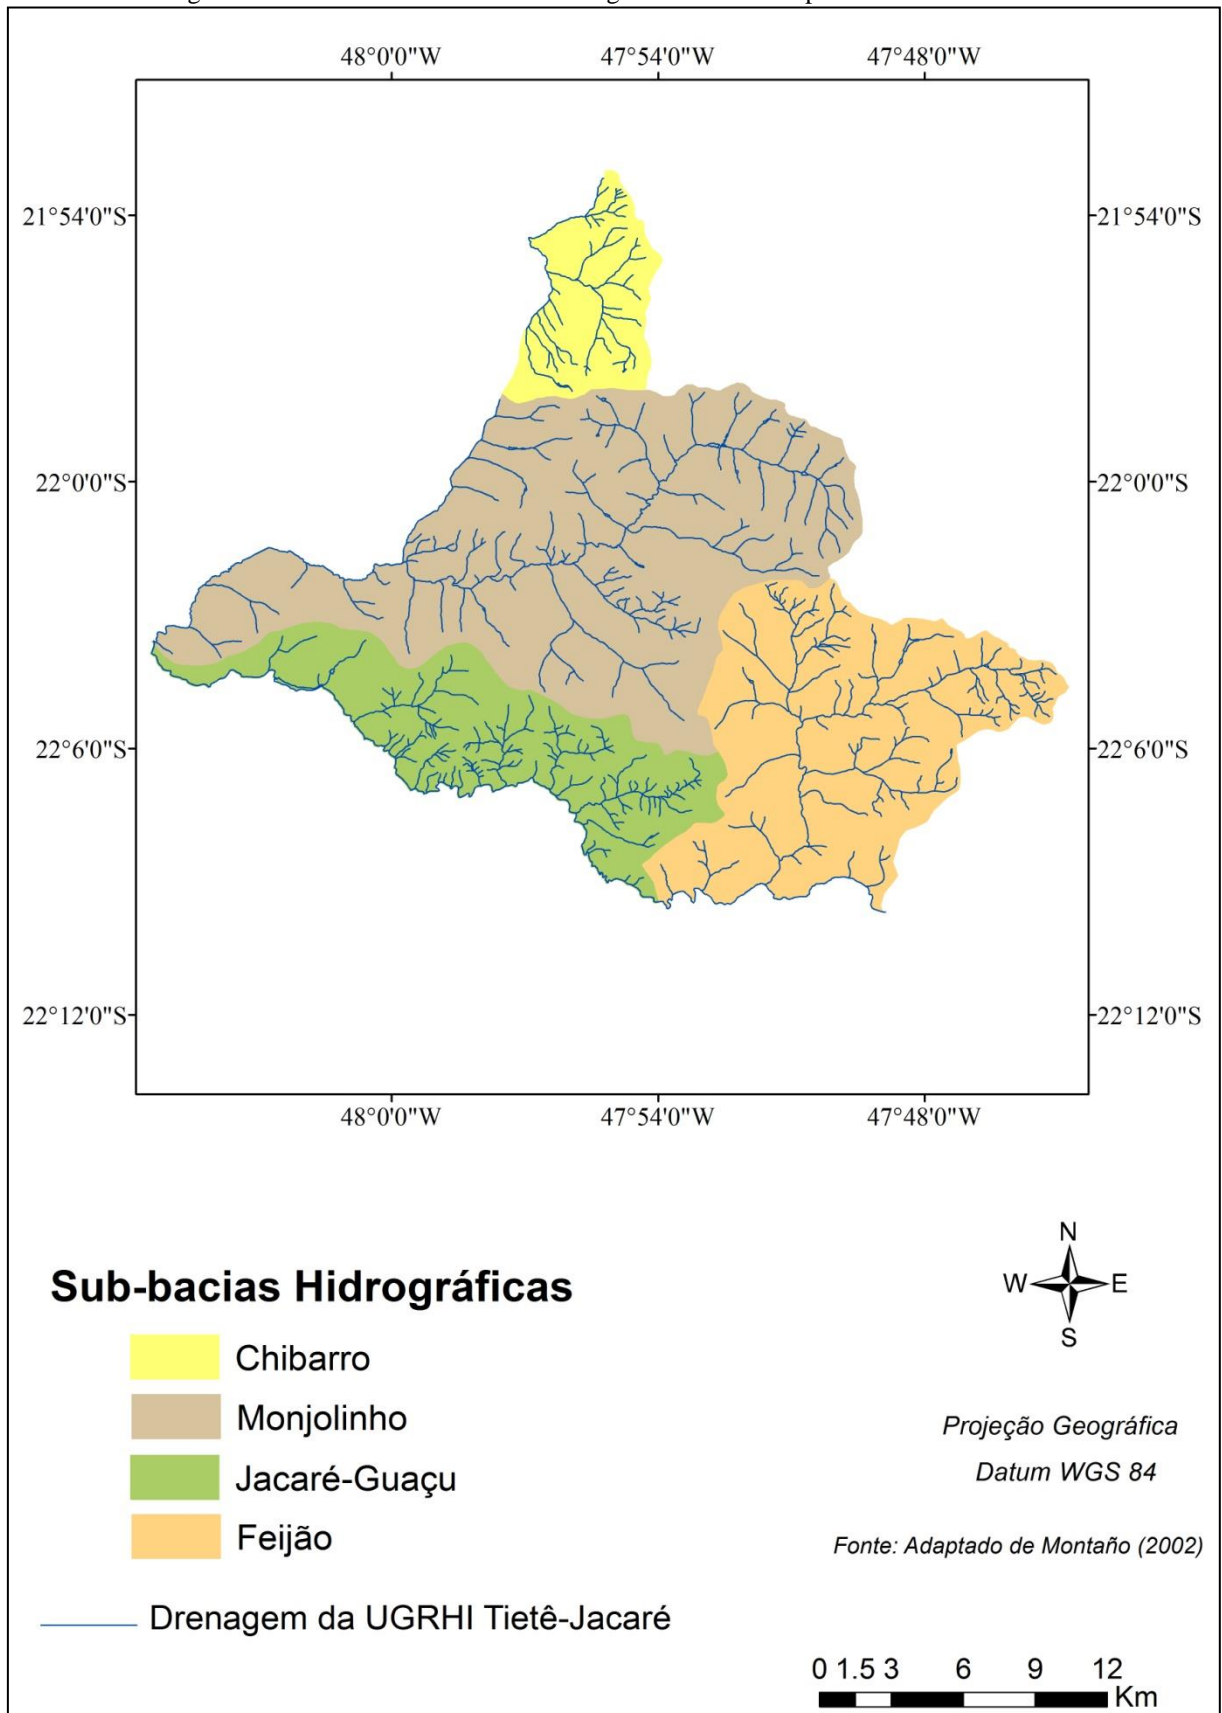 48°0'0"W 47°54'0"W 47°48'0"W
21°54'0"S 21°54'0"S
22°0'0"S 22°0'0"S
22°6'0"S 22°6'0"S
22°12'0"S 22°12'0"S
48°0'0"W 47°54'0"W 47°48'0"W
N
W E
S
Sub-bacias Hidrográficas
Chibarro
Monjolinho
Jacaré-Guaçu
Feijão
Drenagem da UGRHI Tietê-Jacaré
Projeção Geográfica
Datum WGS 84
Fonte: Adaptado de Montaño (2002)
0 1.5 3 6 9 12
Km